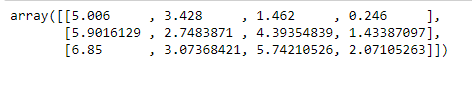 array([[5.006     , 3.428     , 1.462     , 0.246     ],
       [5.9016129 , 2.7483871 , 4.39354839, 1.43387097],
       [6.85      , 3.07368421, 5.74210526, 2.07105263]])